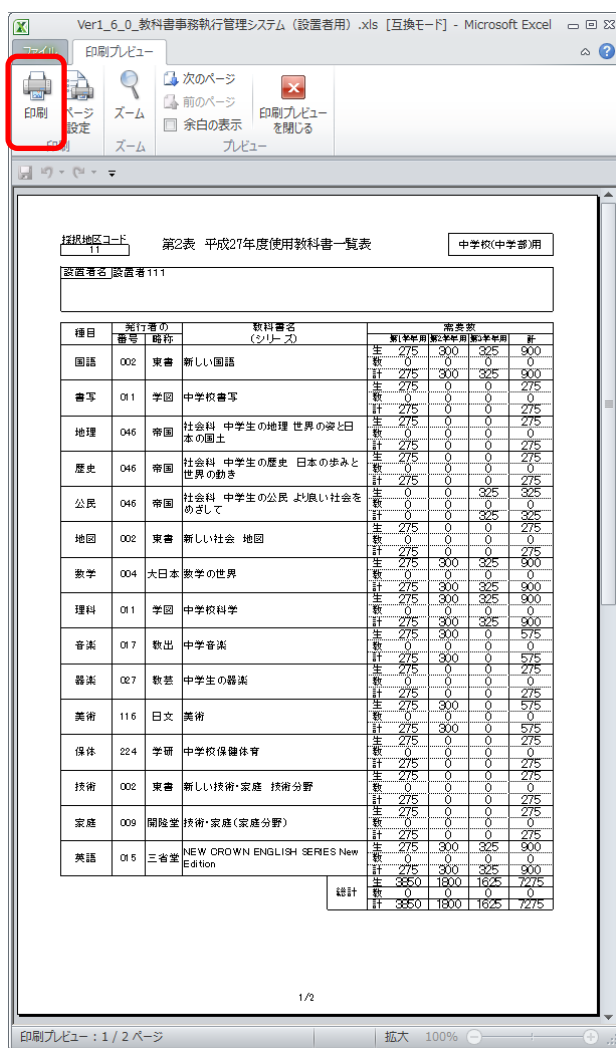 Ver1_6_0_教科書事務執行管理システム（設置者用）.xls [互換モード] - Microsoft Excel
ファイル 印刷プレビュー
印刷 ページ設定 ズーム 次のページ 前のページ 余白の表示 印刷プレビューを閉じる
印刷 ズーム プレビュー
採択地区コード
11
第2表 平成27年度使用教科書一覧表
中学校(中学部)用
設置者名 設置者111
種目 発行者の 教科書名 需要数
番号 略称 (シリーズ) 第1学年用 第2学年用 第3学年用 計
生 275 300 325 900
国語 002 東書 新しい国語 教 0 0 0 0
計 275 300 325 900
生 275 0 0 275
書写 011 学図 中学校書写 教 0 0 0 0
計 275 0 0 275
社会科 中学生の地理 世界の姿と日 生 275 0 0 275
地理 046 帝国 本の国土 教 0 0 0 0
計 275 0 0 275
社会科 中学生の歴史 日本の歩みと 生 275 0 0 275
歴史 046 帝国 世界の動き 教 0 0 0 0
計 275 0 0 275
社会科 中学生の公民 より良い社会を 生 0 0 325 325
公民 046 帝国 めざして 教 0 0 0 0
計 0 0 325 325
生 275 0 0 275
地図 002 東書 新しい社会 地図 教 0 0 0 0
計 275 0 0 275
生 275 300 325 900
数学 004 大日本 数学の世界 教 0 0 0 0
計 275 300 325 900
生 275 300 325 900
理科 011 学図 中学校科学 教 0 0 0 0
計 275 300 325 900
生 275 300 0 575
音楽 017 教出 中学音楽 教 0 0 0 0
計 275 300 0 575
生 275 0 0 275
器楽 027 教芸 中学生の器楽 教 0 0 0 0
計 275 0 0 275
生 275 300 0 575
美術 116 日文 美術 教 0 0 0 0
計 275 300 0 575
生 275 0 0 275
保体 224 学研 中学校保健体育 教 0 0 0 0
計 275 0 0 275
生 275 0 0 275
技術 002 東書 新しい技術・家庭 技術分野 教 0 0 0 0
計 275 0 0 275
生 275 0 0 275
家庭 009 開隆堂 技術・家庭(家庭分野) 教 0 0 0 0
計 275 0 0 275
NEW CROWN ENGLISH SERIES New 生 275 300 325 900
英語 015 三省堂 Edition 教 0 0 0 0
計 275 300 325 900
生 3850 1800 1625 7275
総計 教 0 0 0 0
計 3850 1800 1625 7275
1/2
印刷プレビュー : 1 / 2 ページ 拡大 100%